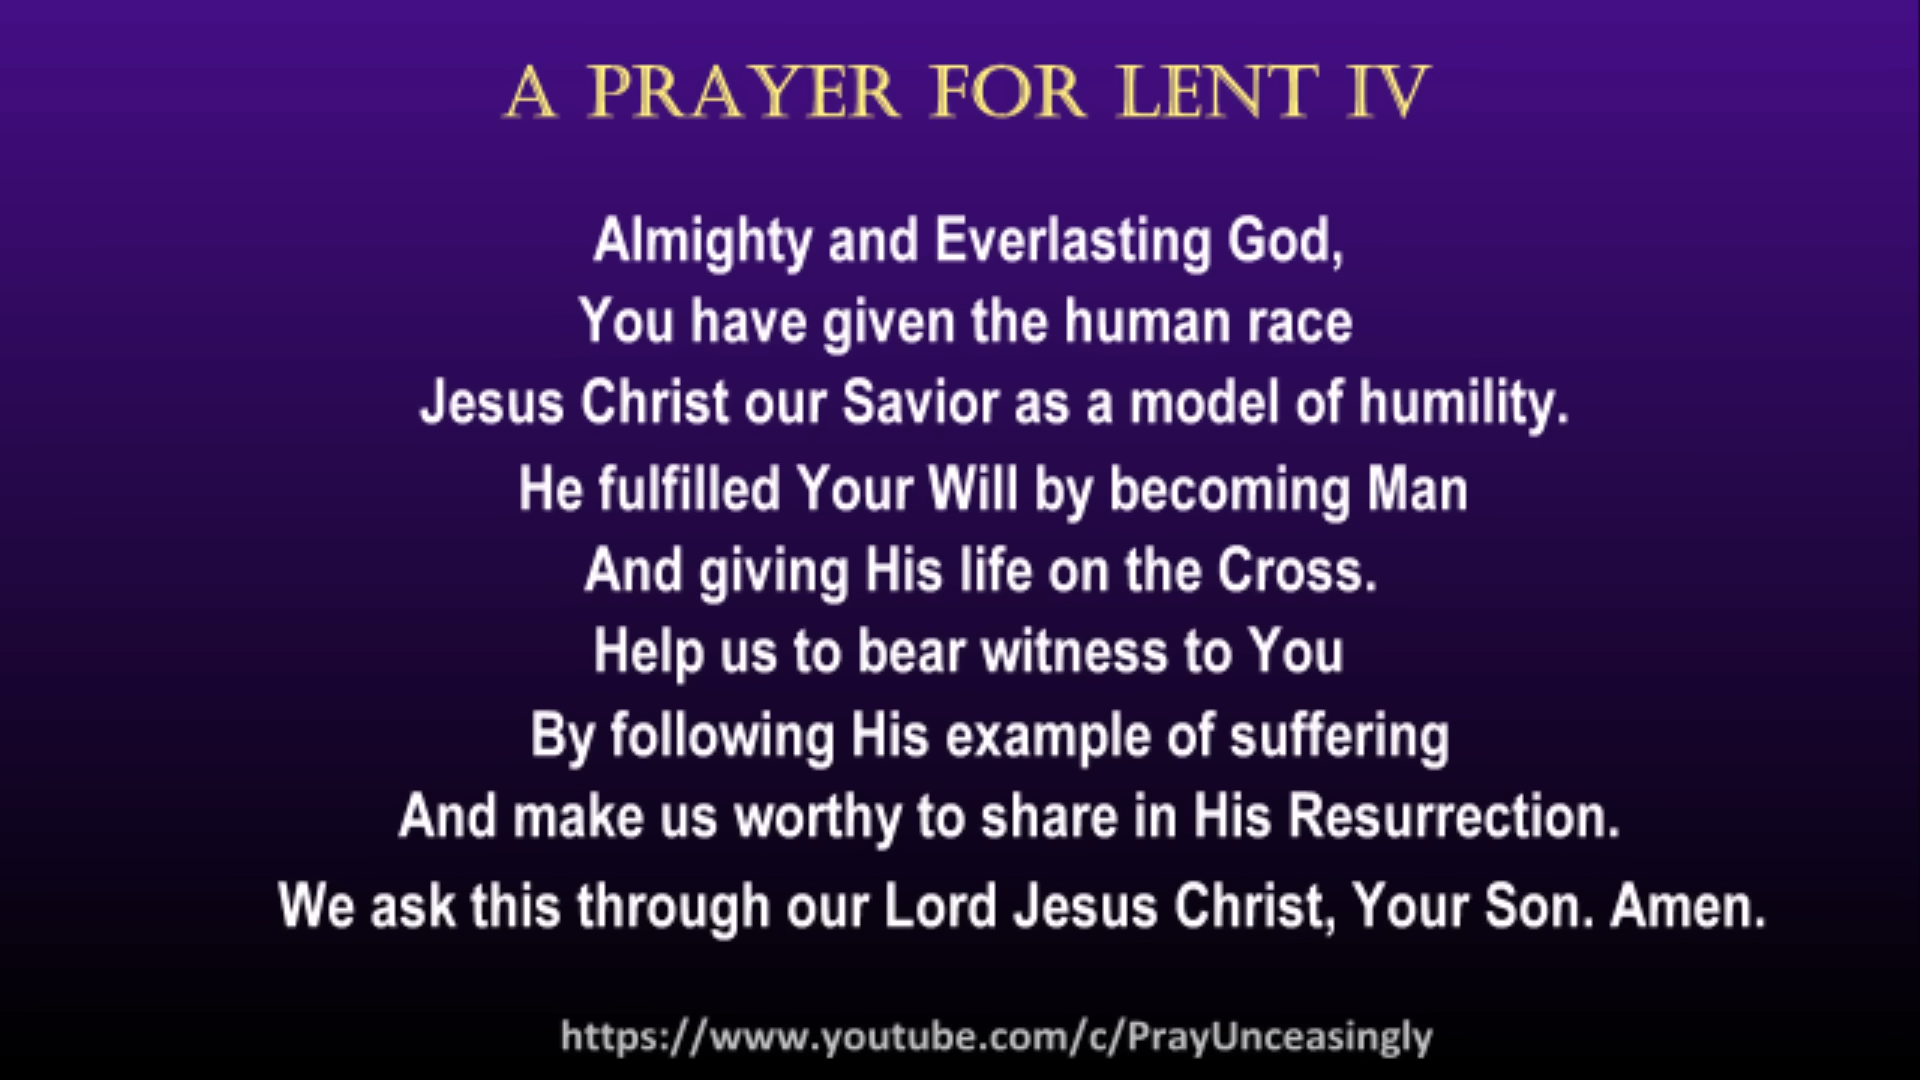 A PRAYER FOR LENT IV
Almighty and Everlasting God,
You have given the human race
Jesus Christ our Savior as a model of humility.
He fulfilled Your Will by becoming Man
And giving His life on the Cross.
Help us to bear witness to You
By following His example of suffering
And make us worthy to share in His Resurrection.
We ask this through our Lord Jesus Christ, Your Son. Amen.
https://www.youtube.com/c/PrayUnceasingly